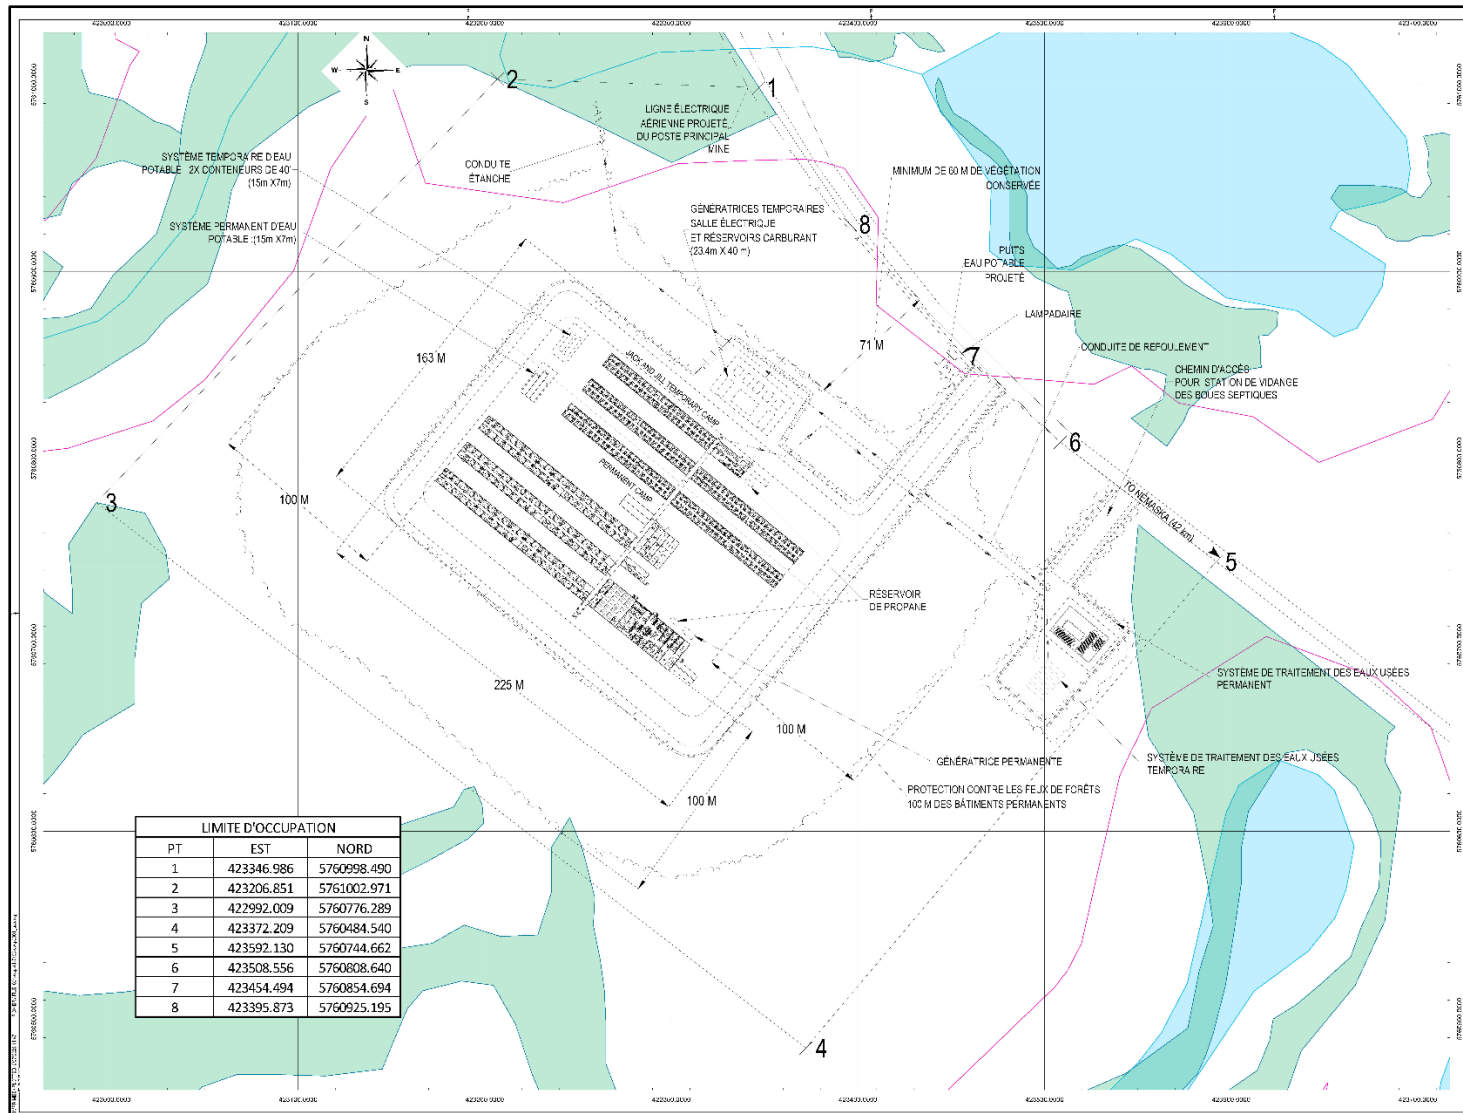 N
W E
S
2
1
LIGNE ÉLECTRIQUE
AÉRIENNE PROJETÉ
DU POSTE PRINCIPAL
MINE
SYSTÈME TEMPORAIRE D'EAU
POTABLE 2X CONTENEURS DE 40'
(15m X7m)
CONDUITE
ÉTANCHE
MINIMUM DE 60 M DE VÉGÉTATION
CONSERVÉE
GÉNÉRATRICES TEMPORAIRES
SALLE ÉLECTRIQUE
ET RÉSERVOIRS CARBURANT
(23.4m X 40 m)
SYSTÈME PERMANENT D'EAU
POTABLE :(15m X7m)
8
PUITS
EAU POTABLE
PROJETÉ
LAMPADAIRE
163 M
71 M
7
CONDUITE DE REFOULEMENT
CHEMIN D'ACCÈS
POUR STATION DE VIDANGE
DES BOUES SEPTIQUES
JACK AND JILL TEMPORARY CAMP
PERMANENT CAMP
6
3
100 M
TO NEMASKA (42 km)
5
RÉSERVOIR
DE PROPANE
225 M
SYSTÈME DE TRAITEMENT DES EAUX USÉES
PERMANENT
100 M
GÉNÉRATRICE PERMANENTE
SYSTÈME DE TRAITEMENT DES EAUX USÉES
TEMPORAIRE
PROTECTION CONTRE LES FEUX DE FORÊTS
100 M DES BÂTIMENTS PERMANENTS
100 M
4
LIMITE D'OCCUPATION
PT EST NORD
1 423346.986 5760998.490
2 423206.851 5761002.971
3 422992.009 5760776.289
4 423372.209 5760484.540
5 423592.130 5760744.662
6 423508.556 5760808.640
7 423454.494 5760854.694
8 423395.873 5760925.195